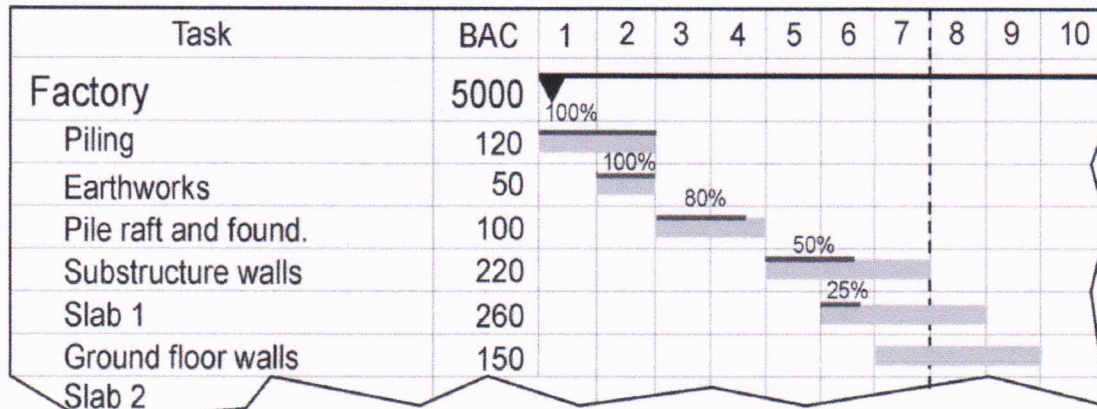 Task BAC 1 2 3 4 5 6 7 8 9 10
Factory 5000
100%
Piling 120
100%
Earthworks 50
80%
Pile raft and found. 100
50%
Substructure walls 220
25%
Slab 1 260
Ground floor walls 150
Slab 2